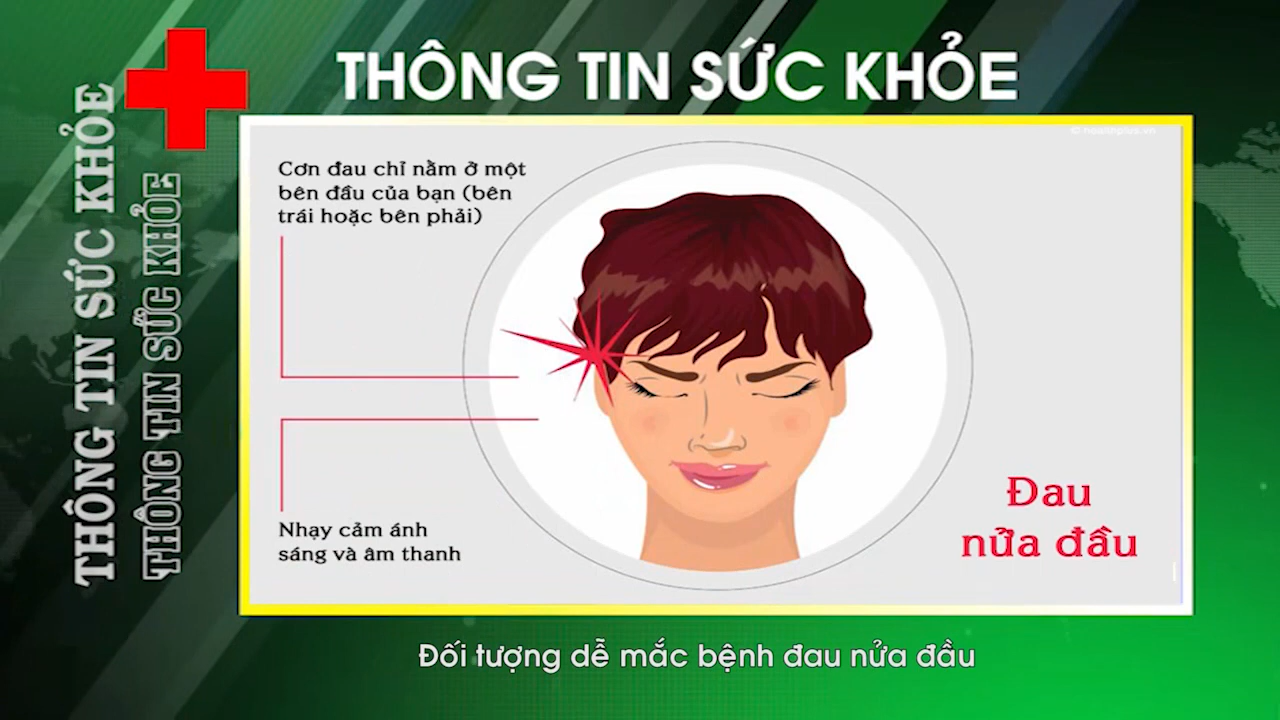 THÔNG TIN SỨC KHỎE
THÔNG TIN SỨC KHỎE
THÔNG TIN SỨC KHỎE
© healthplus.vn
Cơn đau chỉ nằm ở một
bên đầu của bạn (bên
trái hoặc bên phải)
Nhạy cảm ánh
sáng và âm thanh
Đau
nửa đầu
Đối tượng dễ mắc bệnh đau nửa đầu